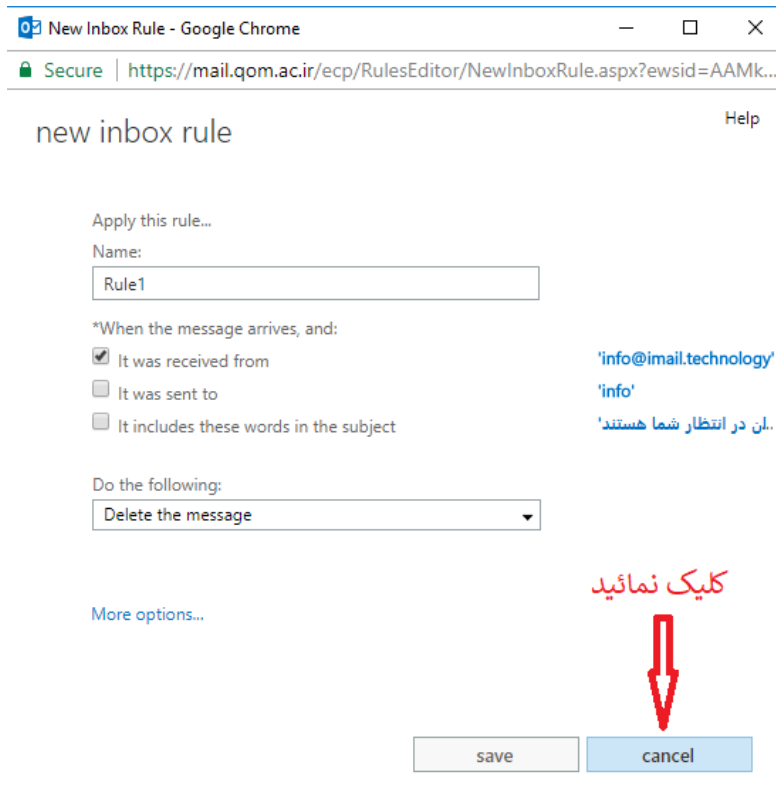 New Inbox Rule - Google Chrome
Secure | https://mail.qom.ac.ir/ecp/RulesEditor/NewInboxRule.aspx?ewsid=AAMk...
Help
new inbox rule
Apply this rule...
Name:
Rule1
*When the message arrives, and:
It was received from 'info@imail.technology'
It was sent to 'info'
It includes these words in the subject 'ـان در انتظار شما هستند..
Do the following:
Delete the message
کلیک نمائید
More options...
save cancel